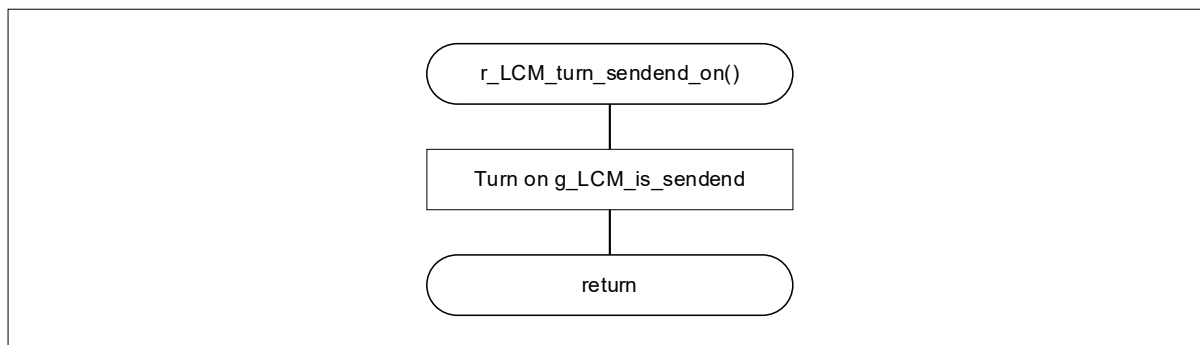 r_LCM_turn_sendend_on()
Turn on g_LCM_is_sendend
return